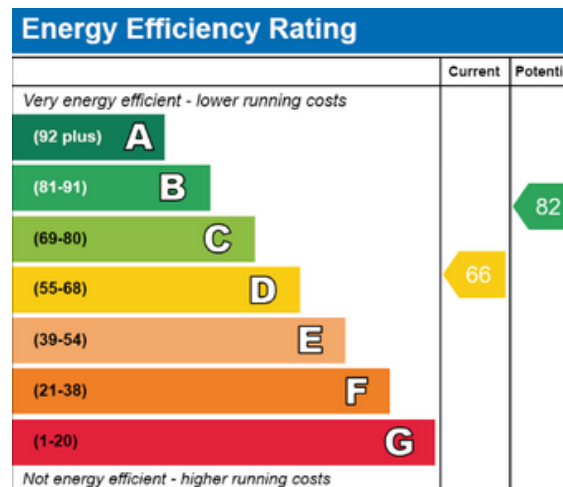 Energy Efficiency Rating
Current Potenti
Very energy efficient - lower running costs
(92 plus) A
(81-91) B
82
(69-80) C
(55-68) D
66
(39-54) E
(21-38) F
(1-20) G
Not energy efficient - higher running costs